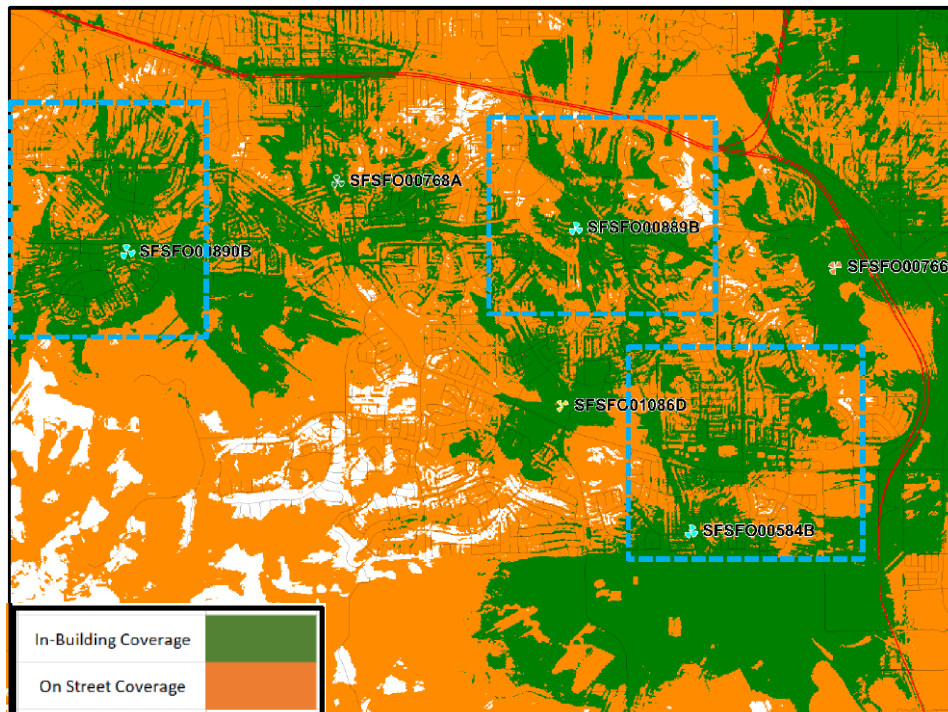 SFSFO00768A
SFSFO00889B
SFSFO00890B
SFSFO00766
SFSFO01086D
SFSFO00584B
In-Building Coverage
On Street Coverage